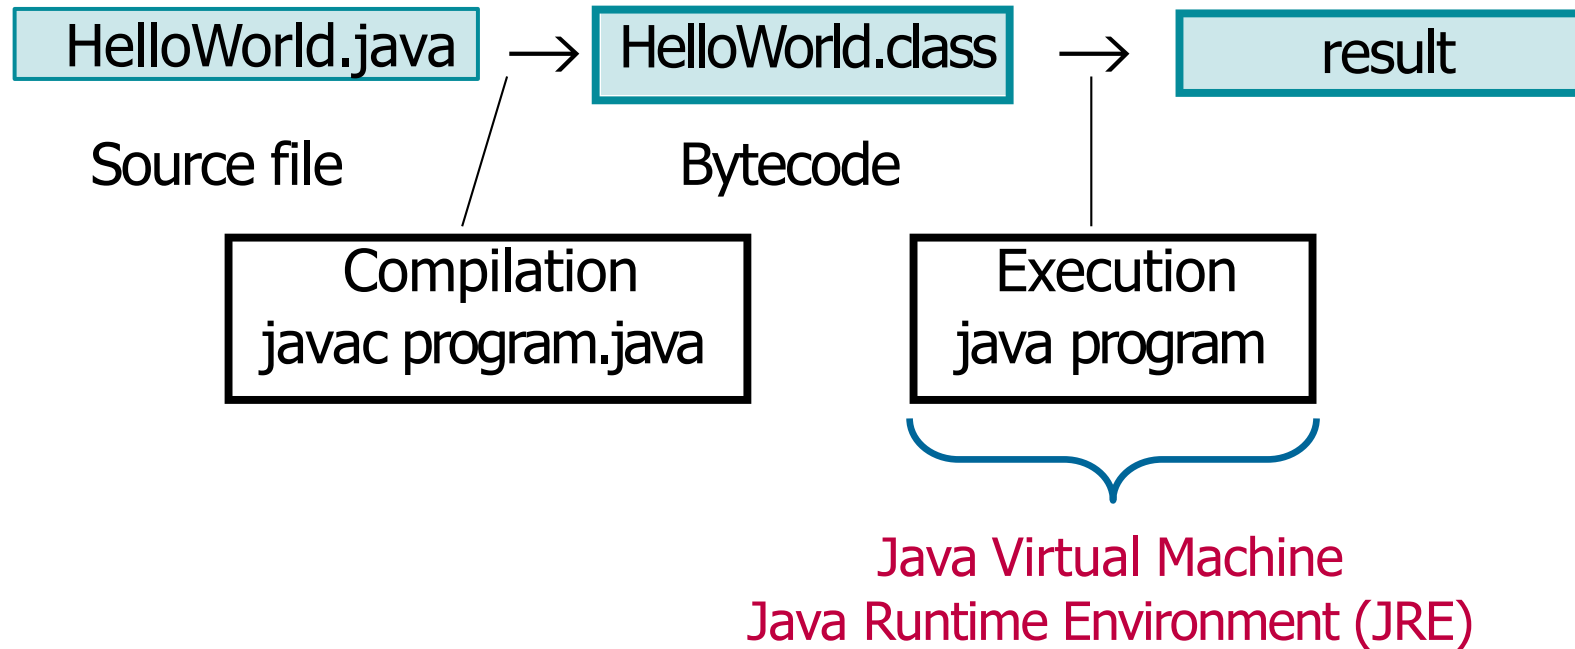 HelloWorld.java → HelloWorld.class → result
Source file Bytecode
Compilation Execution
javac program.java java program
Java Virtual Machine
Java Runtime Environment (JRE)